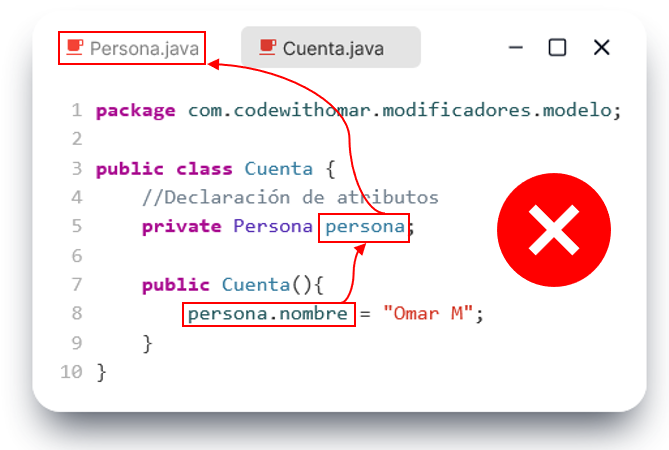 Persona.java Cuenta.java
1 package com.codewithomar.modificadores.modelo;
2
3 public class Cuenta {
4 //Declaración de atributos
5 private Persona persona;
6
7 public Cuenta(){
8 persona.nombre = "Omar M";
9 }
10 }